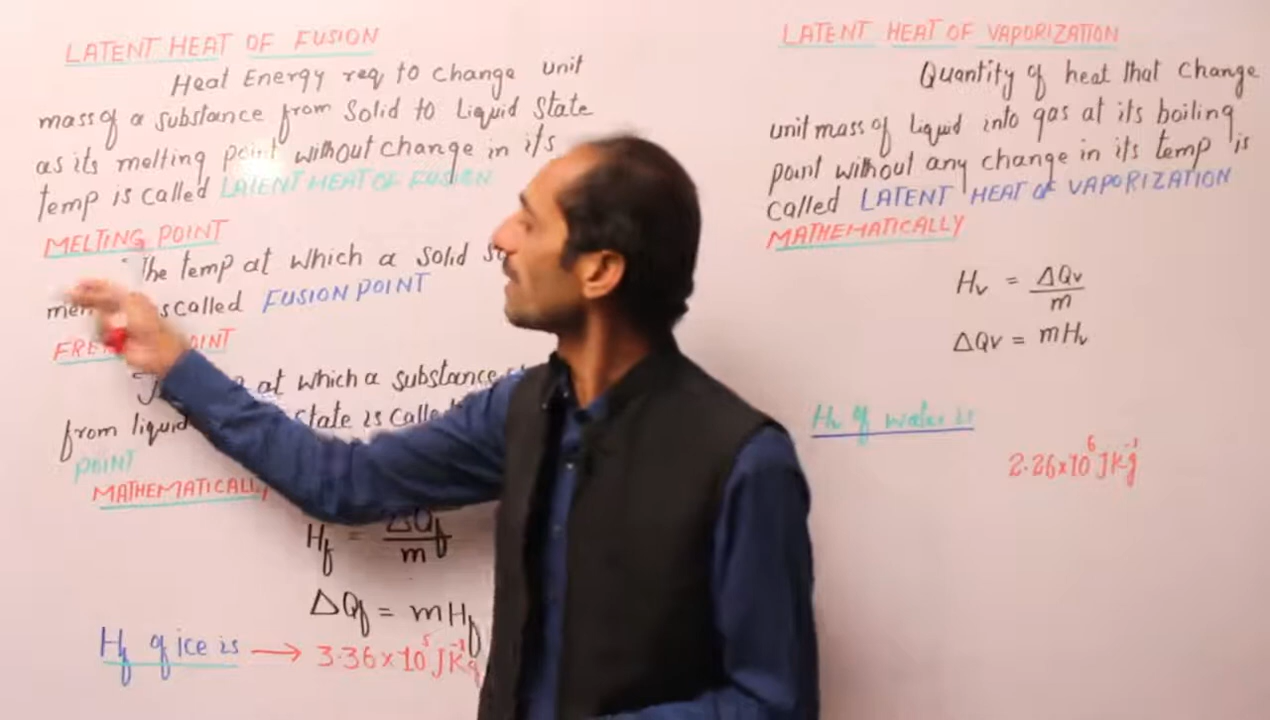 LATENT HEAT OF FUSION
Heat Energy req to change unit
mass of a substance from Solid to Liquid State
as its melting point without change in its
temp is called LATENT HEAT OF FUSION
MELTING POINT
The temp at which a solid
is called FUSION POINT
at which a substance
from liquid state is called
POINT
MATHEMATICALLY
Hf = ΔQf/m
ΔQf = mHf
Hf of ice is → 3.36×10⁵ JKg
LATENT HEAT OF VAPORIZATION
Quantity of heat that Change
unit mass of liquid into gas at its boiling
point without any change in its temp is
called LATENT HEAT OF VAPORIZATION
MATHEMATICALLY
Hv = ΔQv/m
ΔQv = mHv
Hv of water is
2.26×10⁶ JKg⁻¹